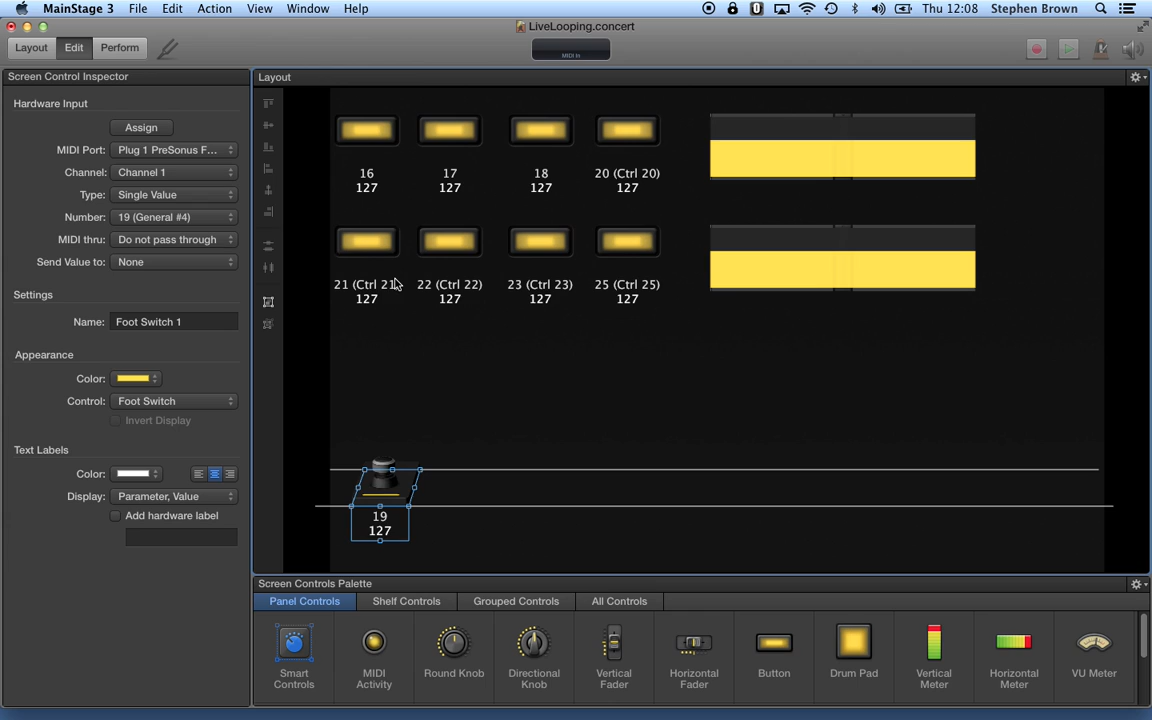 MainStage 3 File Edit Action View Window Help Thu 12:08 Stephen Brown
LiveLooping.concert
Layout Edit Perform
MIDI In
Screen Control Inspector
Layout
Hardware Input
Assign
MIDI Port: Plug 1 PreSonus F...
Channel: Channel 1
Type: Single Value
Number: 19 (General #4)
MIDI thru: Do not pass through
Send Value to: None
Settings
Name: Foot Switch 1
Appearance
Color:
Control: Foot Switch
Invert Display
Text Labels
Color:
Display: Parameter, Value
Add hardware label
16 17 18 20 (Ctrl 20)
127 127 127 127
21 (Ctrl 21) 22 (Ctrl 22) 23 (Ctrl 23) 25 (Ctrl 25)
127 127 127 127
19
127
Screen Controls Palette
Panel Controls Shelf Controls Grouped Controls All Controls
Smart Controls
MIDI Activity
Round Knob
Directional Knob
Vertical Fader
Horizontal Fader
Button
Drum Pad
Vertical Meter
Horizontal Meter
VU Meter